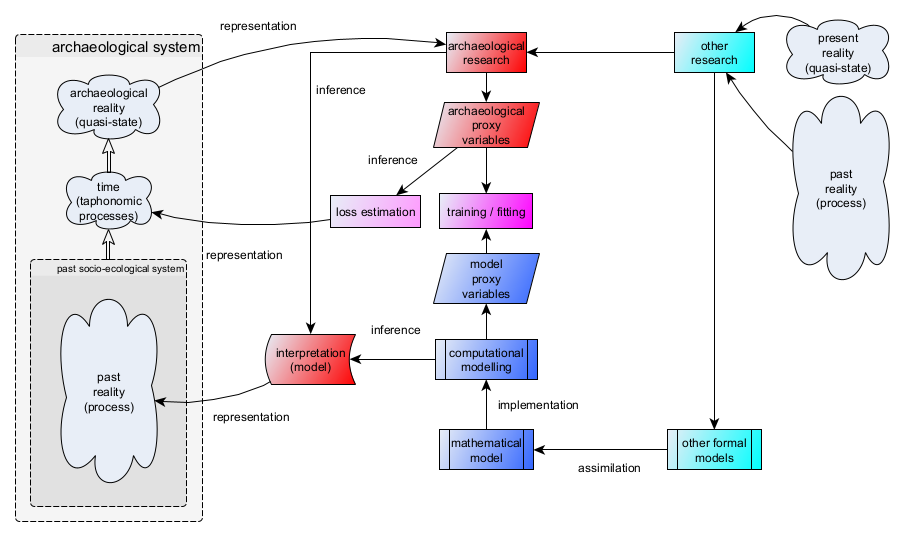 representation
archaeological system
archaeological
research
other
research
present
reality
(quasi-state)
archaeological
reality
(quasi-state)
inference
archaeological
proxy
variables
inference
past
reality
(process)
time
(taphonomic
processes)
loss estimation
training / fitting
representation
past socio-ecological system
model
proxy
variables
inference
interpretation
(model)
computational
modelling
past
reality
(process)
implementation
representation
mathematical
model
other formal
models
assimilation